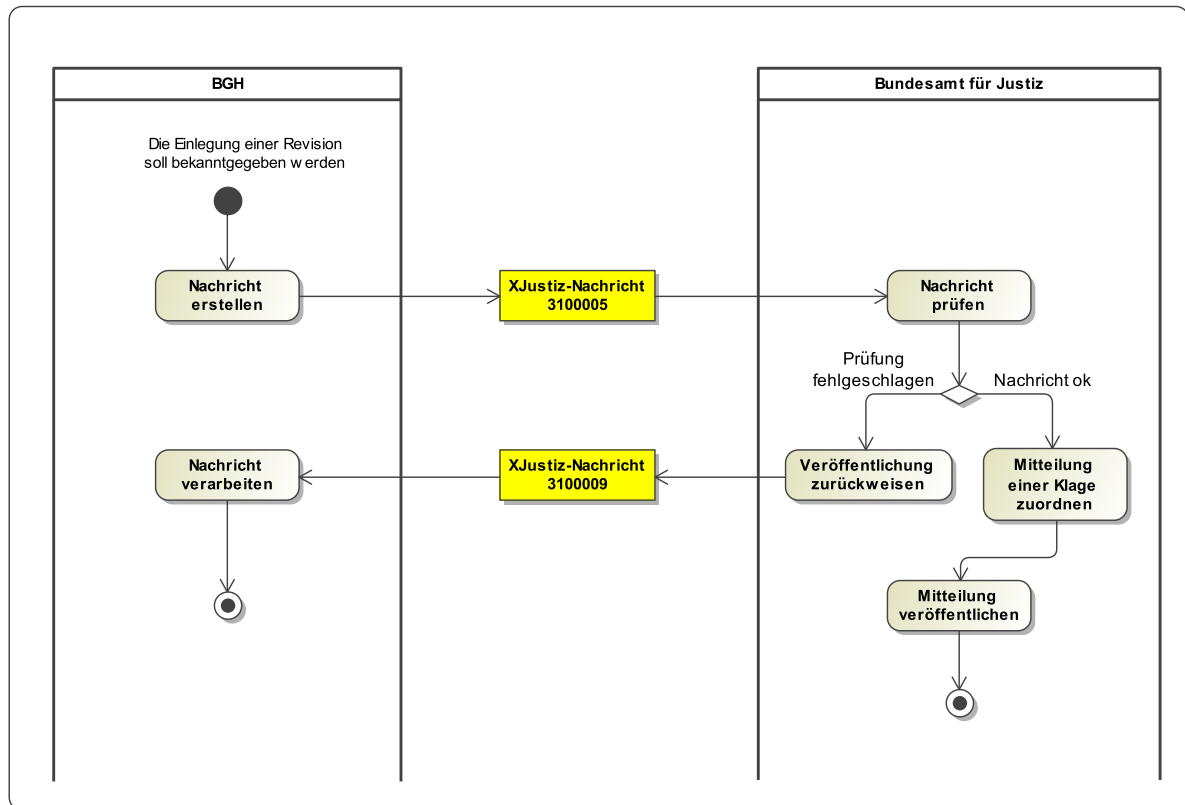 BGH
Bundesamt für Justiz
Die Einlegung einer Revision
soll bekanntgegeben werden
Nachricht
erstellen
XJustiz-Nachricht
3100005
Nachricht
prüfen
Prüfung
fehlgeschlagen
Nachricht ok
Nachricht
verarbeiten
XJustiz-Nachricht
3100009
Veröffentlichung
zurückweisen
Mitteilung
einer Klage
zuordnen
Mitteilung
veröffentlichen